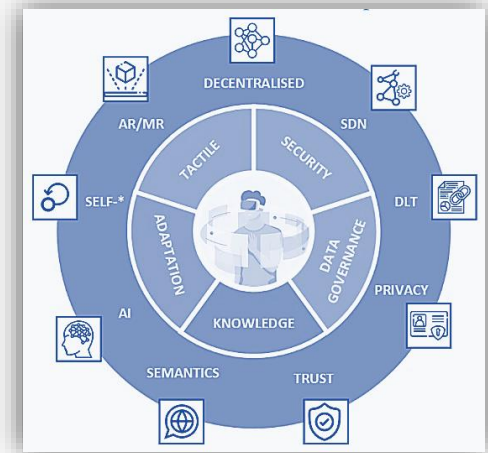 DECENTRALISED
AR/MR
SDN
TACTILE
SECURITY
SELF-*
DLT
ADAPTATION
DATA
GOVERNANCE
PRIVACY
AI
KNOWLEDGE
SEMANTICS
TRUST